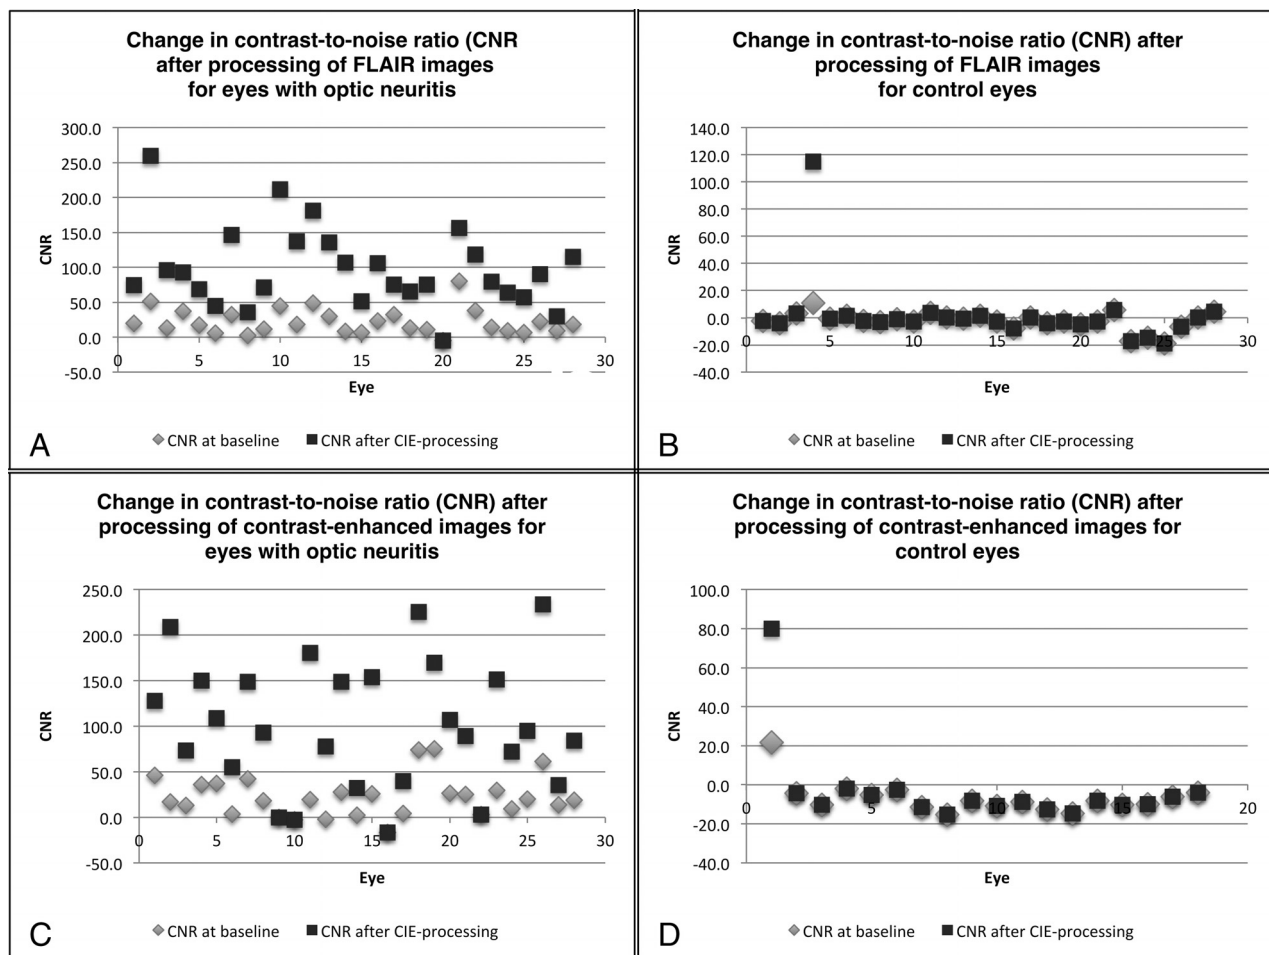 Change in contrast-to-noise ratio (CNR
after processing of FLAIR images
for eyes with optic neuritis
300.0
250.0
200.0
150.0
100.0
50.0
0.0
-50.0
CNR
0 5 10 15 20 25 30
Eye
CNR at baseline CNR after CIE-processing
A
Change in contrast-to-noise ratio (CNR) after
processing of FLAIR images
for control eyes
140.0
120.0
100.0
80.0
60.0
40.0
20.0
0.0
-20.0
-40.0
CNR
0 5 10 15 20 25 30
Eye
CNR at baseline CNR after CIE-processing
B
Change in contrast-to-noise ratio (CNR) after
processing of contrast-enhanced images for
eyes with optic neuritis
250.0
200.0
150.0
100.0
50.0
0.0
-50.0
CNR
0 5 10 15 20 25 30
Eye
CNR at baseline CNR after CIE-processing
C
Change in contrast-to-noise ratio (CNR) after
processing of contrast-enhanced images for
control eyes
100.0
80.0
60.0
40.0
20.0
0.0
-20.0
-40.0
CNR
0 5 10 15 20
Eye
CNR at baseline CNR after CIE-processing
D